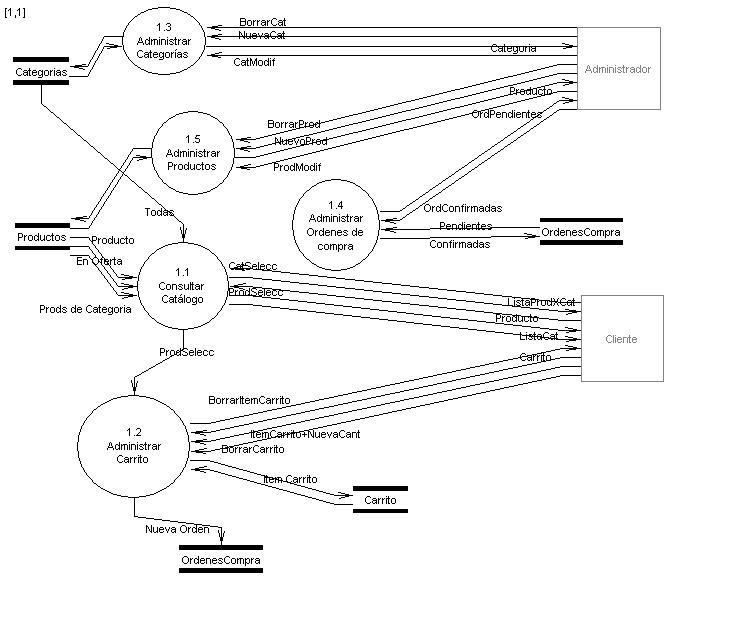 [1,1]
1.3
Administrar
Categorías
BorrarCat
NuevaCat
Categoria
CatModif
Administrador
Categorias
Producto
OrdPendientes
BorrarProd
NuevoProd
ProdModif
1.5
Administrar
Productos
1.4
Administrar
Ordenes de
compra
OrdConfirmadas
Pendientes
Confirmadas
OrdenesCompra
Todas
Productos
Producto
En Oferta
Prods de Categoria
1.1
Consultar
Catálogo
CatSelecc
ProdSelecc
ListaProdXCat
Producto
ListaCat
Cliente
Carrito
ProdSelecc
BorrarItemCarrito
ItemCarrito+NuevaCant
BorrarCarrito
1.2
Administrar
Carrito
Item Carrito
Carrito
Nueva Orden
OrdenesCompra